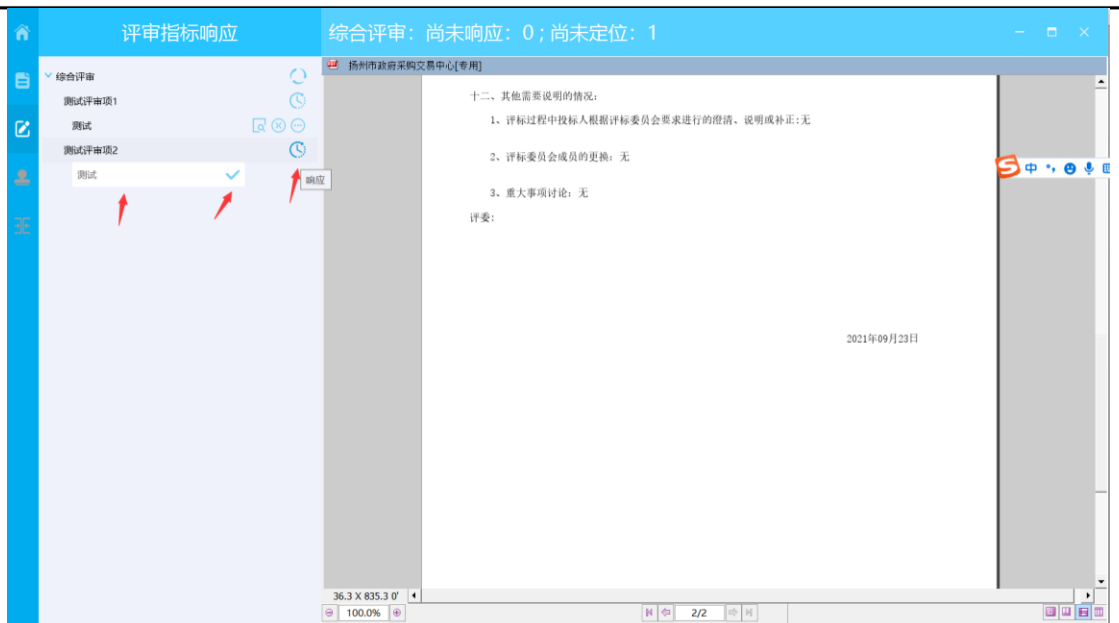 评审指标响应
综合评审：尚未响应：0 ; 尚未定位：1
综合评审
测试评审项1
测试
测试评审项2
测试
响应
扬州市政府采购交易中心[专用]
十二、其他需要说明的情况:
1、评标过程中投标人根据评标委员会要求进行的澄清、说明或补正:无
2、评标委员会成员的更换: 无
3、重大事项讨论: 无
评委:
2021年09月23日
中
36.3 X 835.3 0'
100.0%
2/2